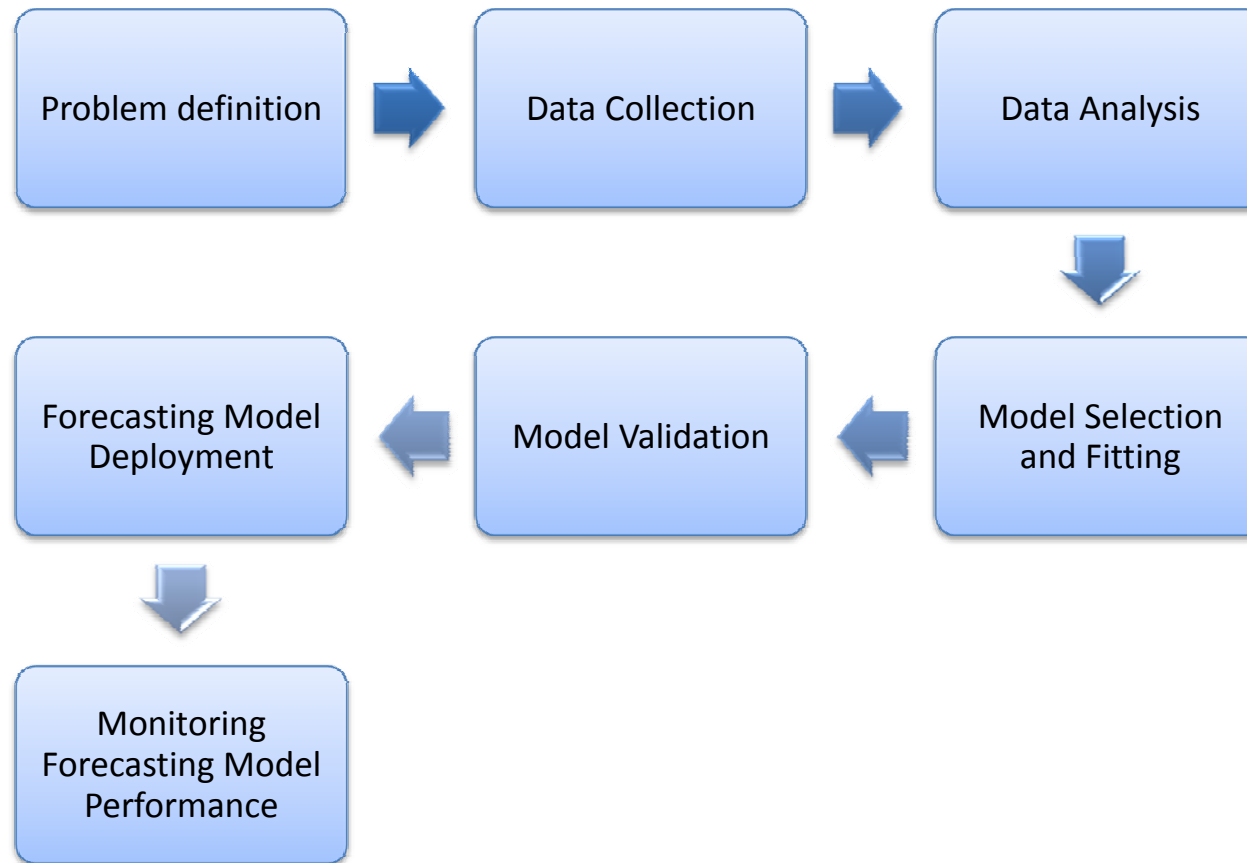 Problem definition
Data Collection
Data Analysis
Model Selection
and Fitting
Model Validation
Forecasting Model
Deployment
Monitoring
Forecasting Model
Performance